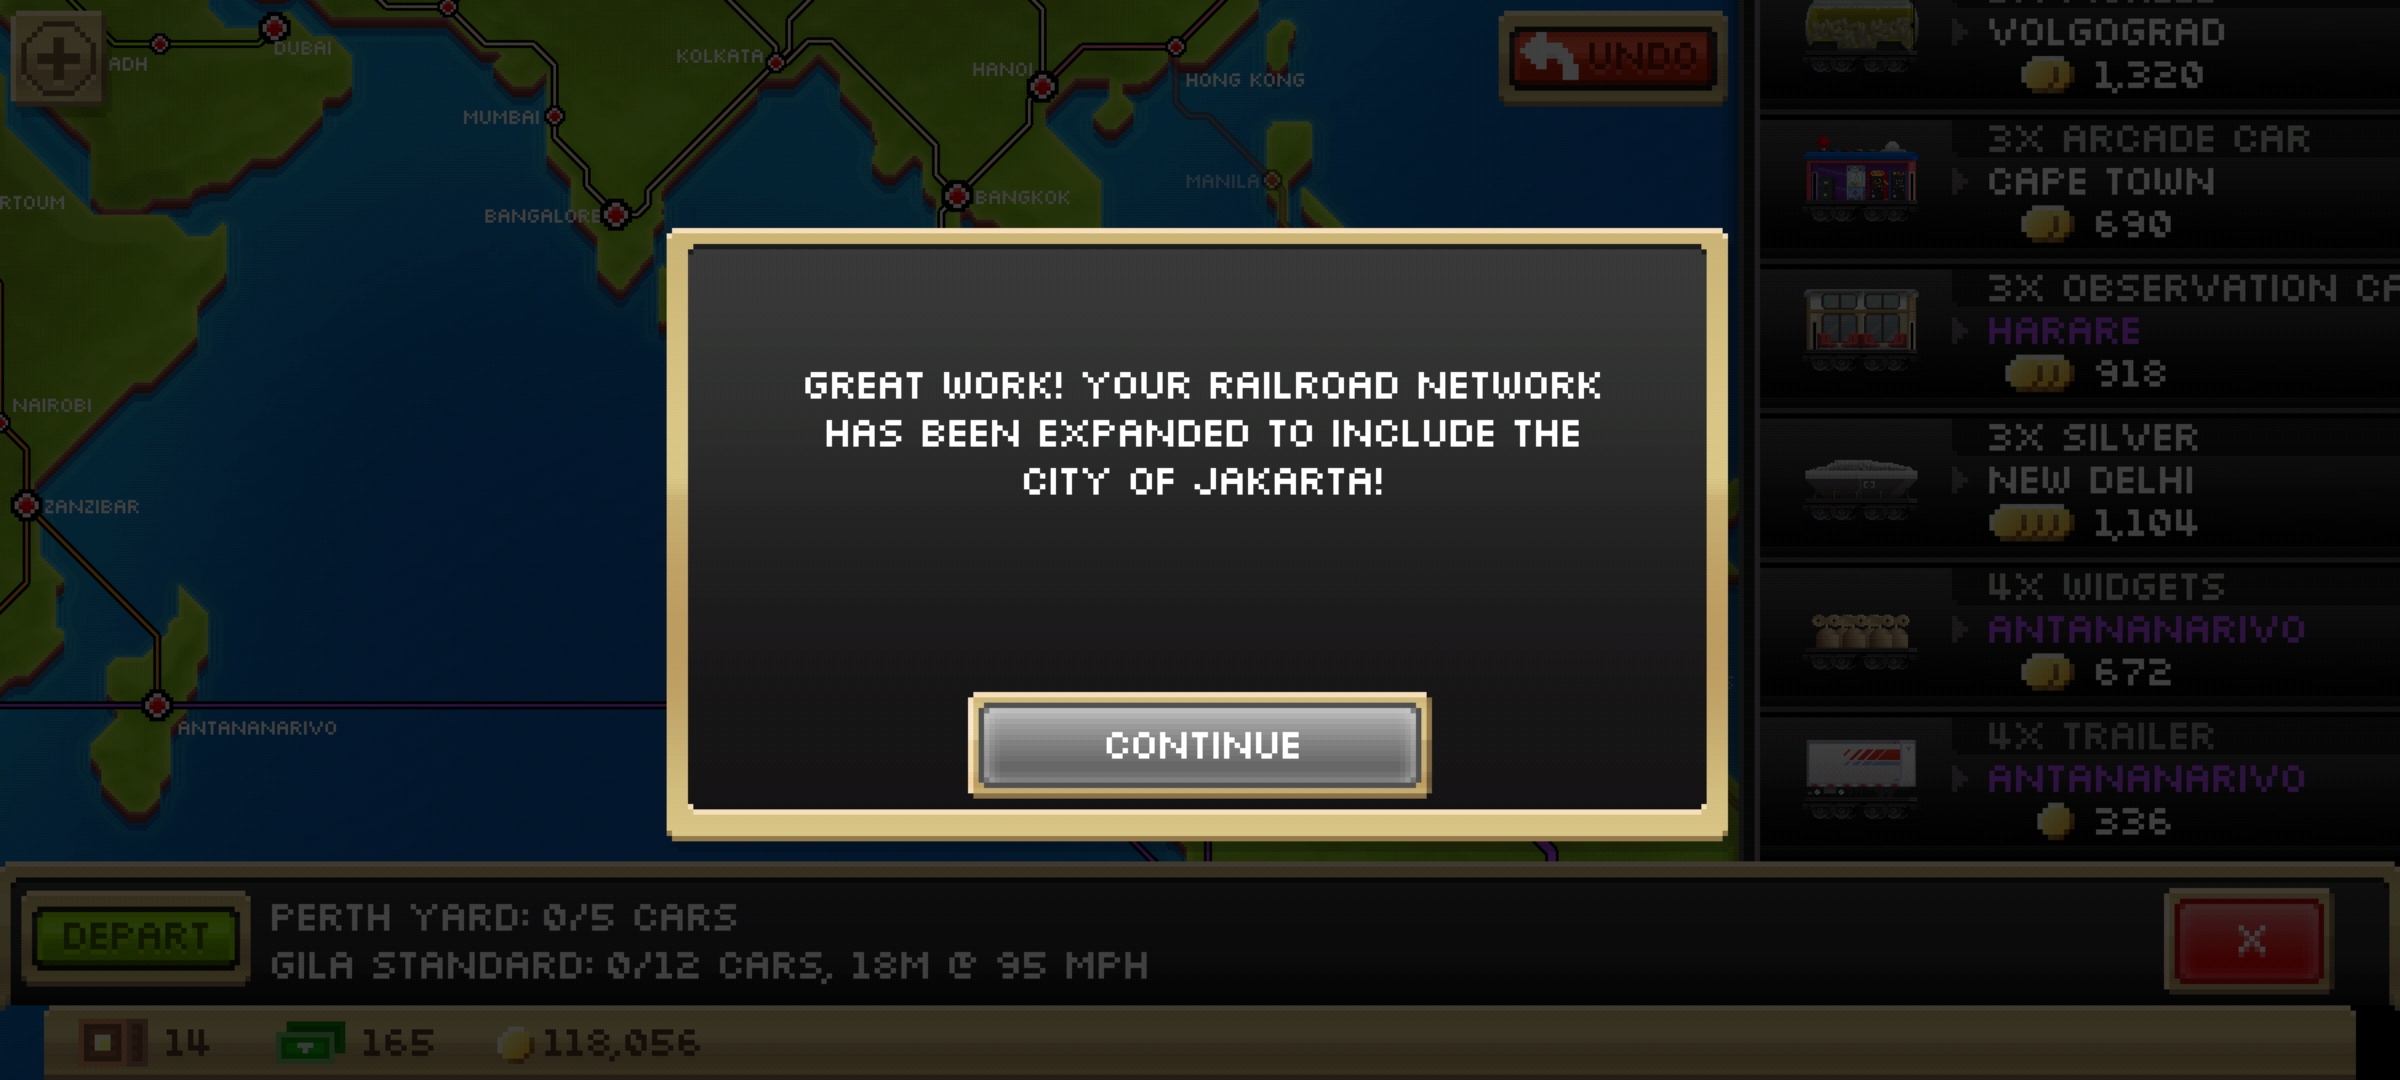 DUBAI
ADH
KOLKATA
HANOI
HONG KONG
UNDO
MUMBAI
MANILA
BANGKOK
BANGALORE
RTOUM
NAIROBI
ZANZIBAR
ANTANANARIVO
GREAT WORK! YOUR RAILROAD NETWORK
HAS BEEN EXPANDED TO INCLUDE THE
CITY OF JAKARTA!
CONTINUE
VOLGOGRAD
1,320
3X ARCADE CAR
CAPE TOWN
690
3X OBSERVATION CA
HARARE
918
3X SILVER
NEW DELHI
1,104
4X WIDGETS
ANTANANARIVO
672
4X TRAILER
ANTANANARIVO
336
DEPART
PERTH YARD: 0/5 CARS
GILA STANDARD: 0/12 CARS, 18M @ 95 MPH
X
14
165
118,056